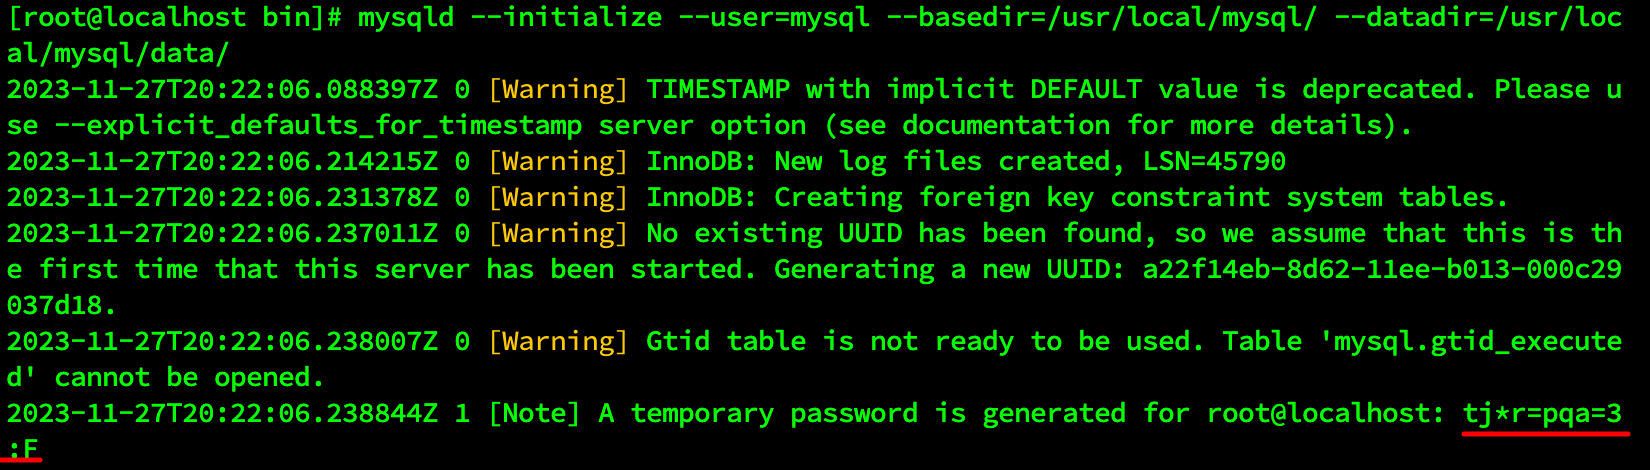 [root@localhost bin]# mysqld --initialize --user=mysql --basedir=/usr/local/mysql/ --datadir=/usr/loc
al/mysql/data/
2023-11-27T20:22:06.088397Z 0 [Warning] TIMESTAMP with implicit DEFAULT value is deprecated. Please u
se --explicit_defaults_for_timestamp server option (see documentation for more details).
2023-11-27T20:22:06.214215Z 0 [Warning] InnoDB: New log files created, LSN=45790
2023-11-27T20:22:06.231378Z 0 [Warning] InnoDB: Creating foreign key constraint system tables.
2023-11-27T20:22:06.237011Z 0 [Warning] No existing UUID has been found, so we assume that this is th
e first time that this server has been started. Generating a new UUID: a22f14eb-8d62-11ee-b013-000c29
037d18.
2023-11-27T20:22:06.238007Z 0 [Warning] Gtid table is not ready to be used. Table 'mysql.gtid_execute
d' cannot be opened.
2023-11-27T20:22:06.238844Z 1 [Note] A temporary password is generated for root@localhost: tj*r=pqa=3
:F